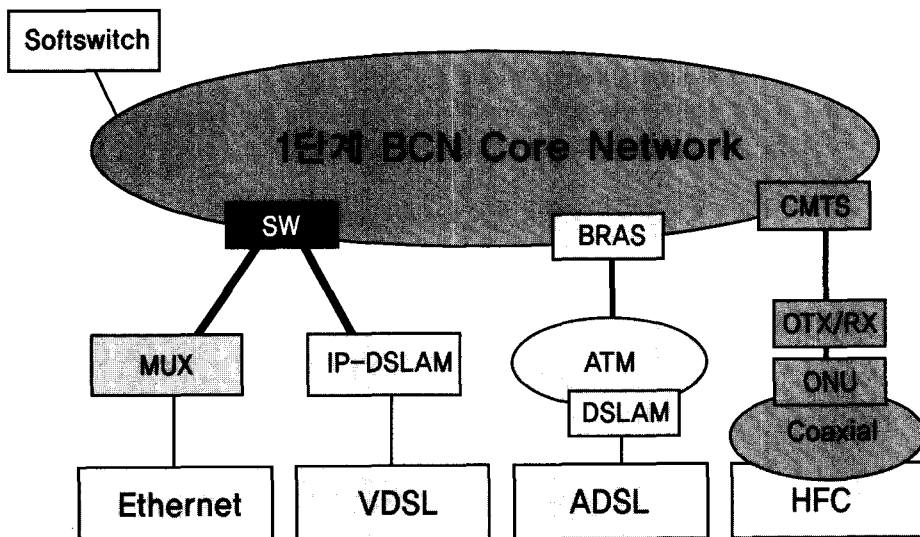 Softswitch
1단계 BCN Core Network
SW
BRAS
CMTS
MUX
IP-DSLAM
ATM
DSLAM
OTX/RX
ONU
Coaxial
Ethernet
VDSL
ADSL
HFC